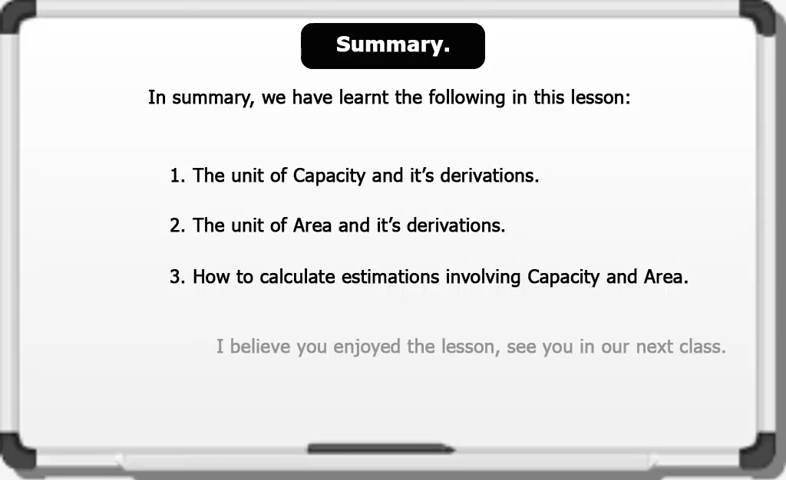 Summary.
In summary, we have learnt the following in this lesson:
1. The unit of Capacity and it’s derivations.
2. The unit of Area and it’s derivations.
3. How to calculate estimations involving Capacity and Area.
I believe you enjoyed the lesson, see you in our next class.